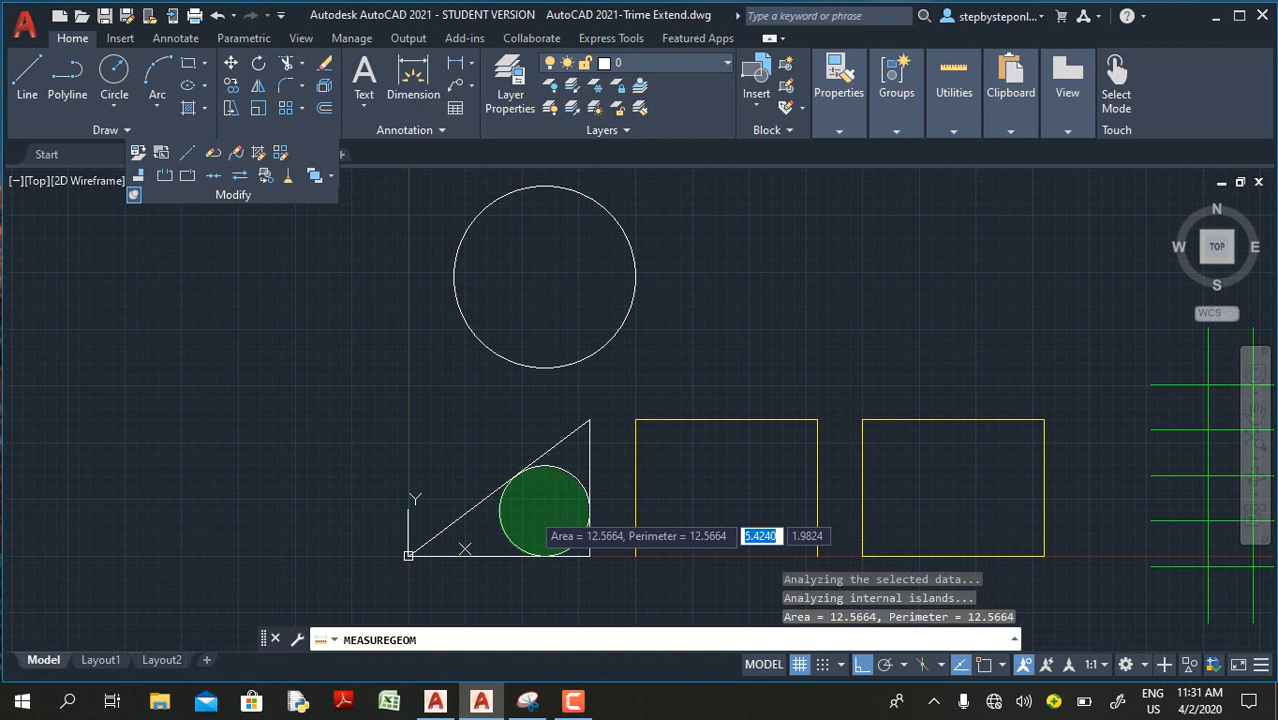 Autodesk AutoCAD 2021 - STUDENT VERSION AutoCAD 2021-Trime Extend.dwg
Type a keyword or phrase
stepbysteponl...
Home Insert Annotate Parametric View Manage Output Add-ins Collaborate Express Tools Featured Apps
0
Line Polyline Circle Arc
Text Dimension
Layer
Properties
Insert
Properties Groups Utilities Clipboard View
Select
Mode
Draw
Annotation
Layers
Block
Touch
Start
[−][Top][2D Wireframe]
Modify
N
W TOP E
S
WCS
Y
X
Area = 12.5664, Perimeter = 12.5664 5.4240 1.9824
Analyzing the selected data...
Analyzing internal islands...
Area = 12.5664, Perimeter = 12.5664
MEASUREGEOM
Model Layout1 Layout2 +
MODEL 1:1
ENG
US
11:31 AM
4/2/2020